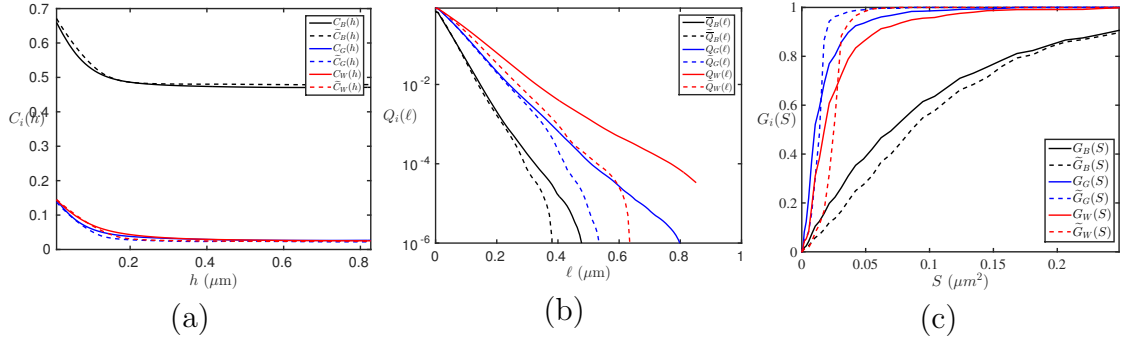 0.7
0.6
0.5
0.4
0.3
0.2
0.1
0
C_i(h)
0.2 0.4 0.6 0.8
h (μm)
C_B(h)
C̃_B(h)
C_G(h)
C̃_G(h)
C_W(h)
C̃_W(h)
(a)
10^-2
10^-4
10^-6
Q_i(ℓ)
0 0.2 0.4 0.6 0.8 1
ℓ (μm)
Q̅_B(ℓ)
Q̅̃_B(ℓ)
Q_G(ℓ)
Q̃_G(ℓ)
Q_W(ℓ)
Q̃_W(ℓ)
(b)
1
0.8
0.6
0.4
0.2
0
G_i(S)
0 0.05 0.1 0.15 0.2
S (μm²)
G_B(S)
G̃_B(S)
G_G(S)
G̃_G(S)
G_W(S)
G̃_W(S)
(c)